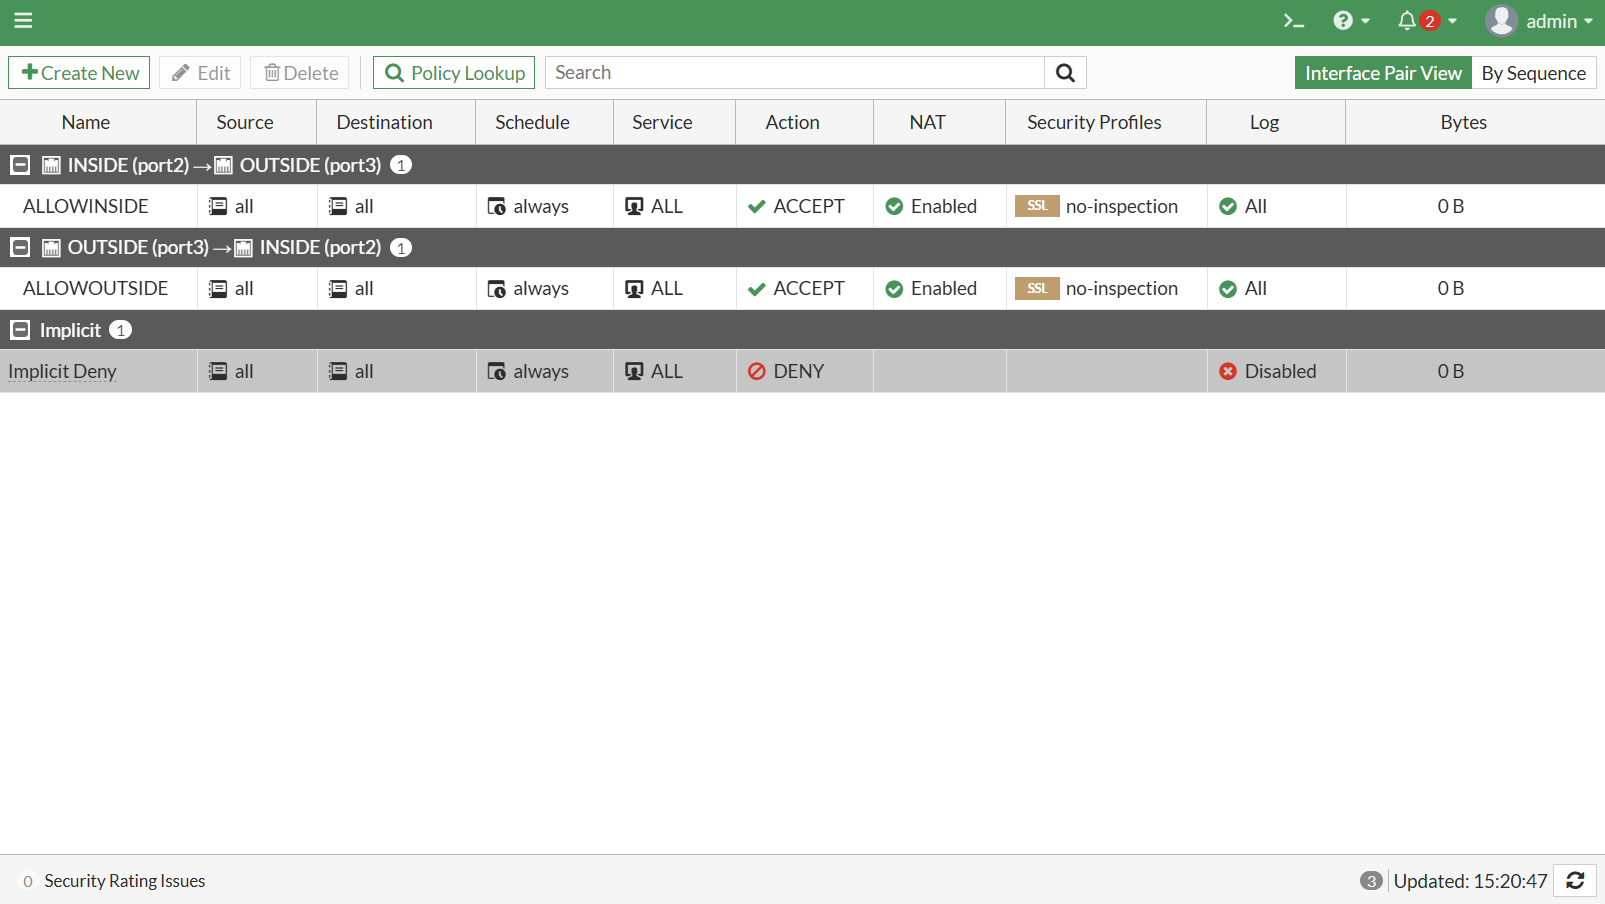 2 admin
Create New Edit Delete Policy Lookup Search Interface Pair View By Sequence
Name Source Destination Schedule Service Action NAT Security Profiles Log Bytes
INSIDE (port2) → OUTSIDE (port3) 1
ALLOWINSIDE all all always ALL ACCEPT Enabled SSL no-inspection All 0 B
OUTSIDE (port3) → INSIDE (port2) 1
ALLOWOUTSIDE all all always ALL ACCEPT Enabled SSL no-inspection All 0 B
Implicit 1
Implicit Deny all all always ALL DENY Disabled 0 B
0 Security Rating Issues 3 Updated: 15:20:47